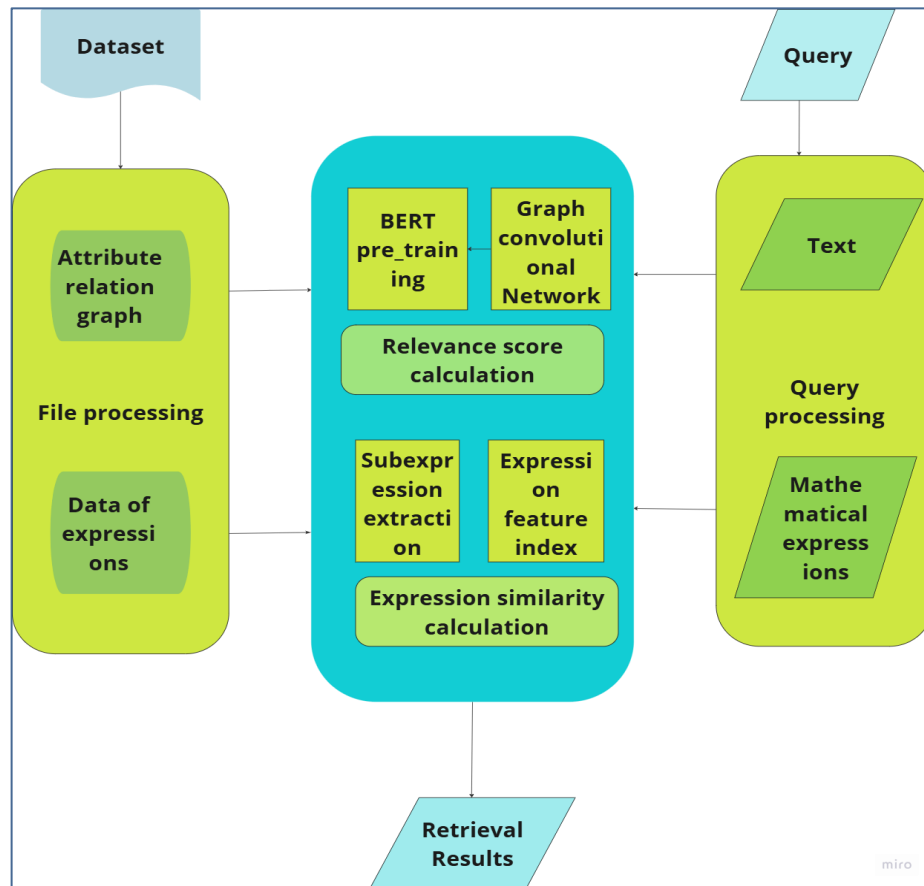 Dataset
Query
Attribute
relation
graph
File processing
Data of
expressi
ons
BERT
pre_train
ing
Graph
convoluti
onal
Network
Relevance score
calculation
Subexpr
ession
extracti
on
Expressi
on
feature
index
Expression similarity
calculation
Text
Query
processing
Mathe
matical
express
ions
Retrieval
Results
miro